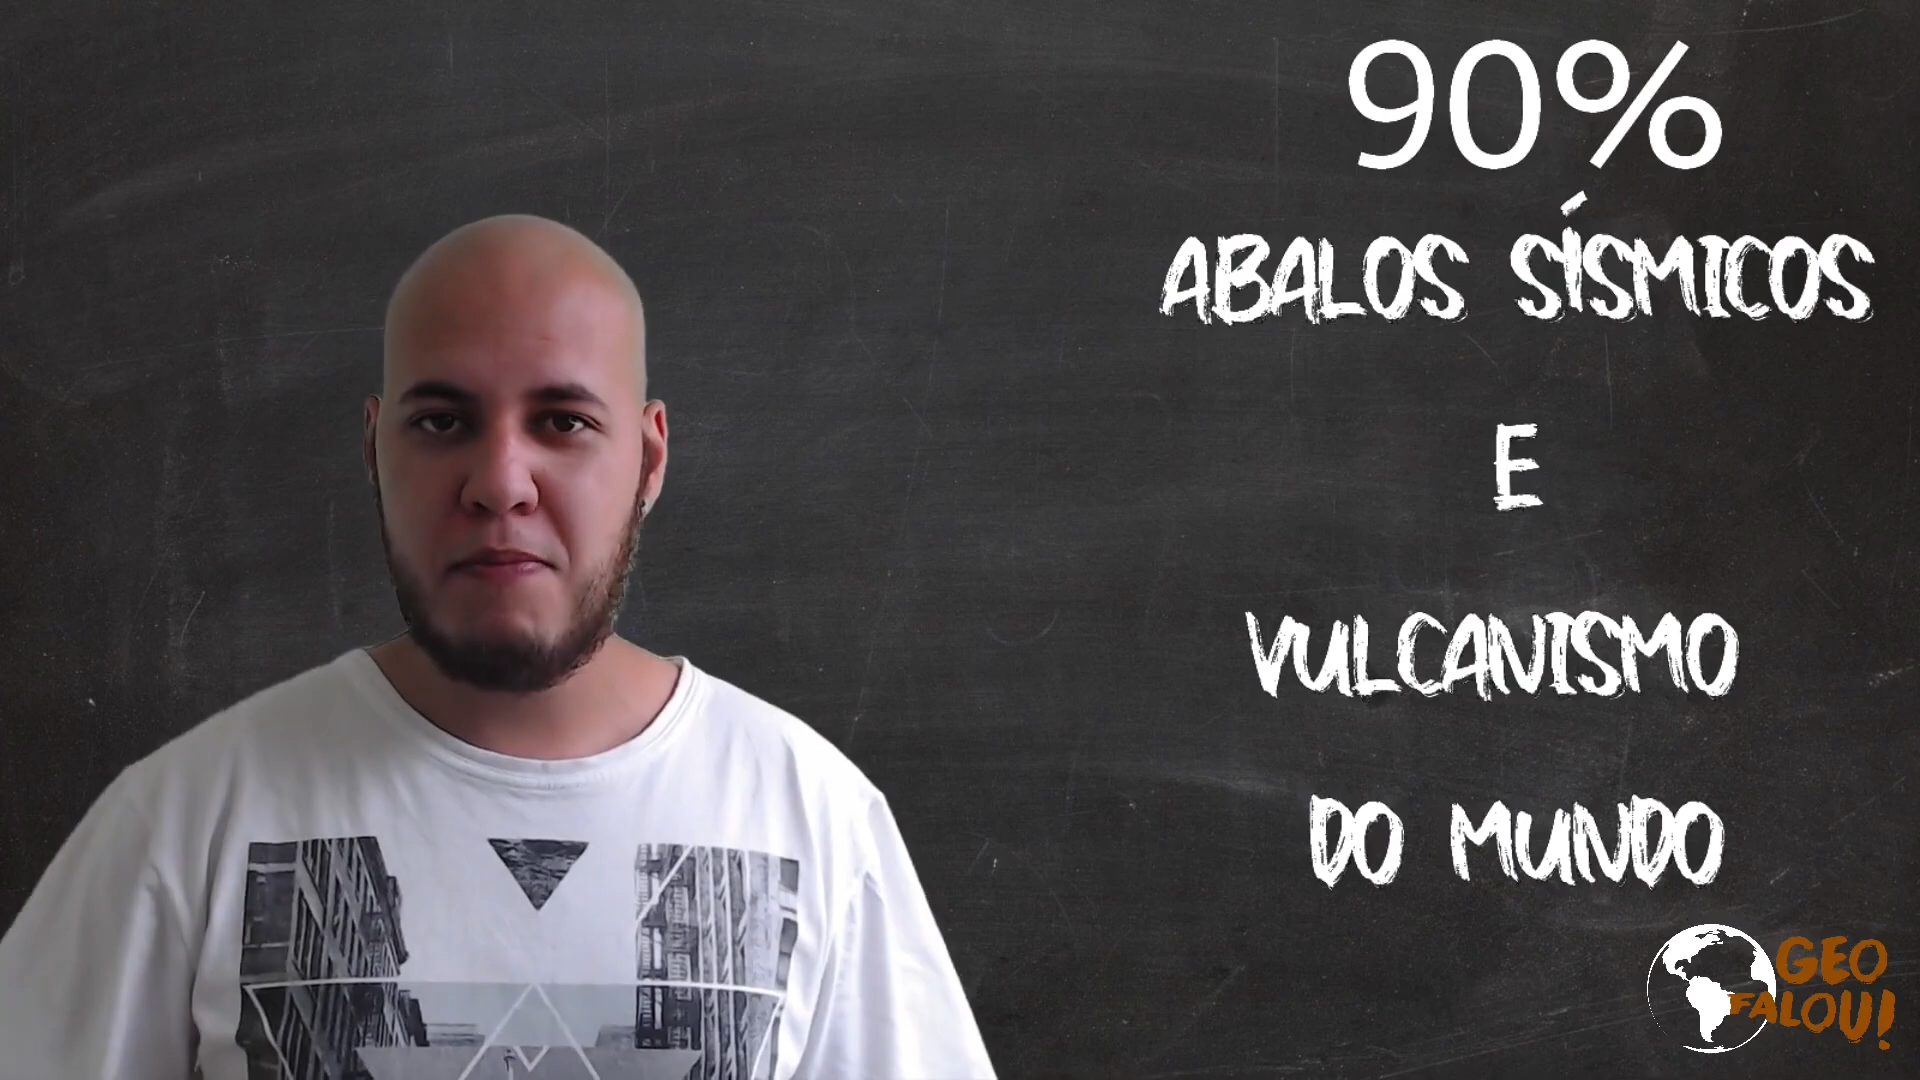 90%
ABALOS SÍSMICOS
E
VULCANISMO
DO MUNDO
GEO
FALOU!